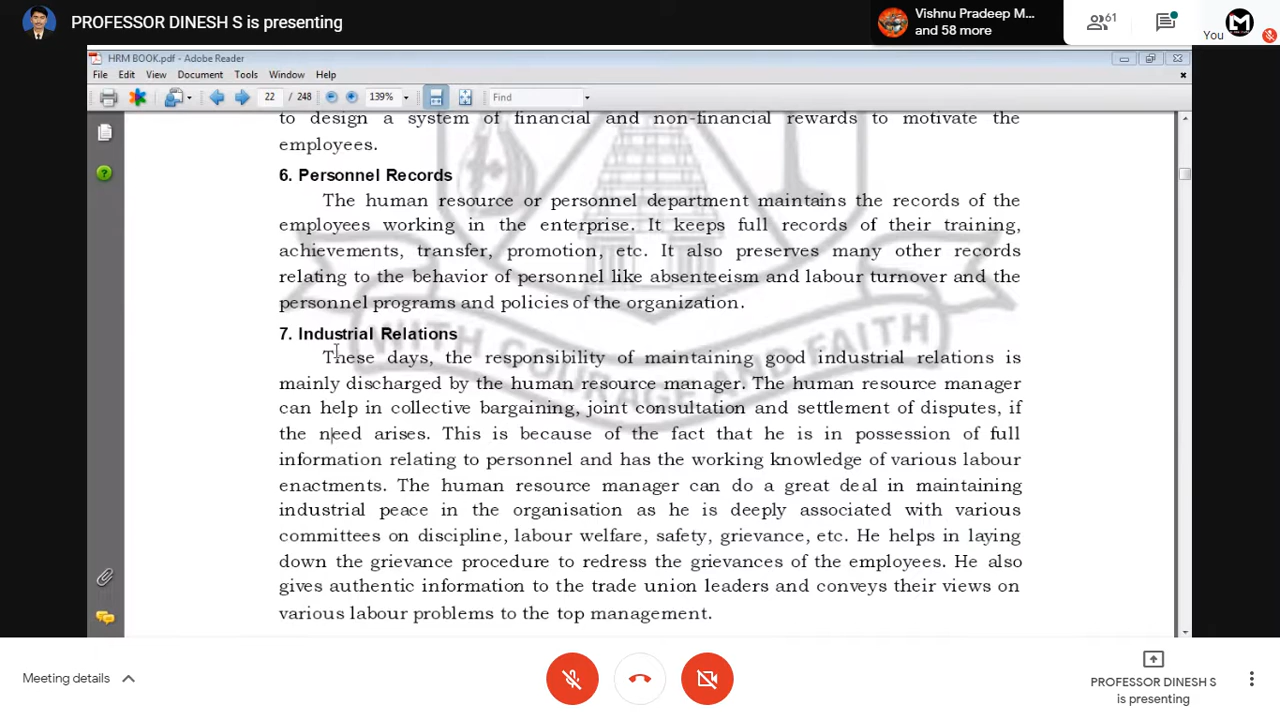 PROFESSOR DINESH S is presenting
Vishnu Pradeep M...
and 58 more
61
You
HRM BOOK.pdf - Adobe Reader
File Edit View Document Tools Window Help
22 / 248 139% Find
to design a system of financial and non-financial rewards to motivate the
employees.
6. Personnel Records
The human resource or personnel department maintains the records of the
employees working in the enterprise. It keeps full records of their training,
achievements, transfer, promotion, etc. It also preserves many other records
relating to the behavior of personnel like absenteeism and labour turnover and the
personnel programs and policies of the organization.
7. Industrial Relations
These days, the responsibility of maintaining good industrial relations is
mainly discharged by the human resource manager. The human resource manager
can help in collective bargaining, joint consultation and settlement of disputes, if
the need arises. This is because of the fact that he is in possession of full
information relating to personnel and has the working knowledge of various labour
enactments. The human resource manager can do a great deal in maintaining
industrial peace in the organisation as he is deeply associated with various
committees on discipline, labour welfare, safety, grievance, etc. He helps in laying
down the grievance procedure to redress the grievances of the employees. He also
gives authentic information to the trade union leaders and conveys their views on
various labour problems to the top management.
WITH COURAGE AND FAITH
Meeting details
PROFESSOR DINESH S
is presenting